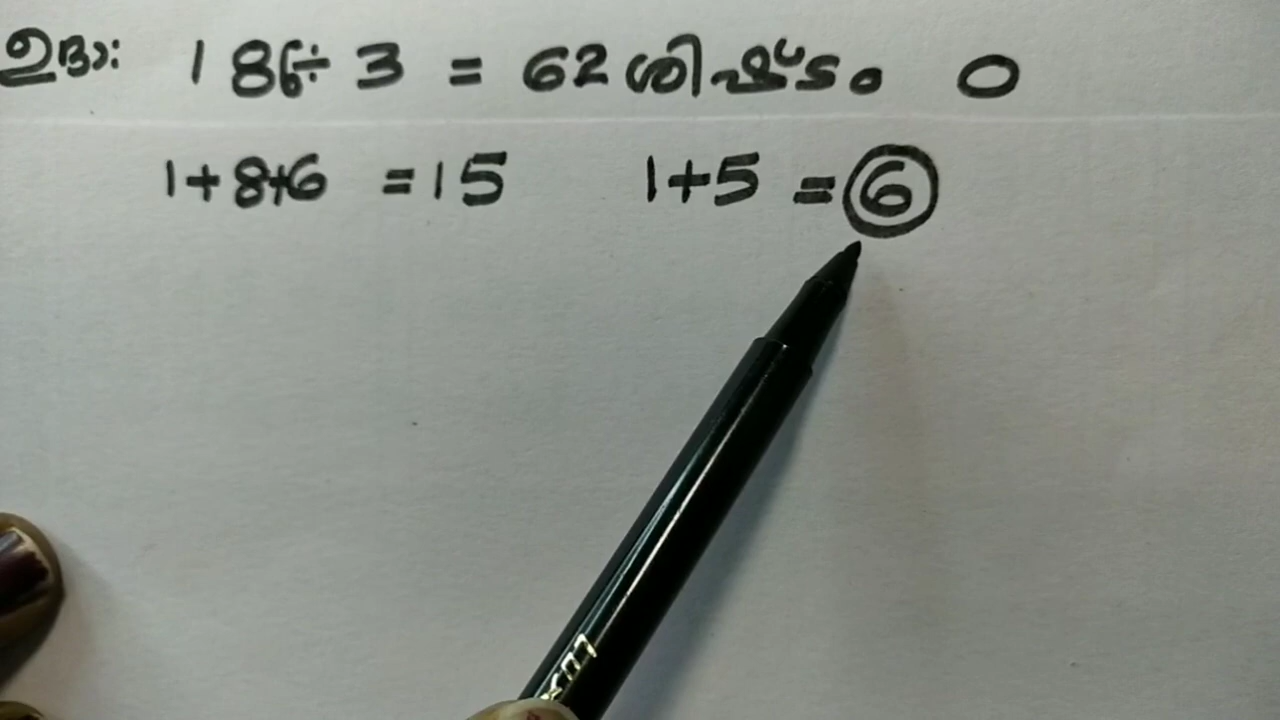 ഉദാ: 186÷ 3 = 62 ശിഷ്ടം 0
1+8+6 = 15 1+5 = 6